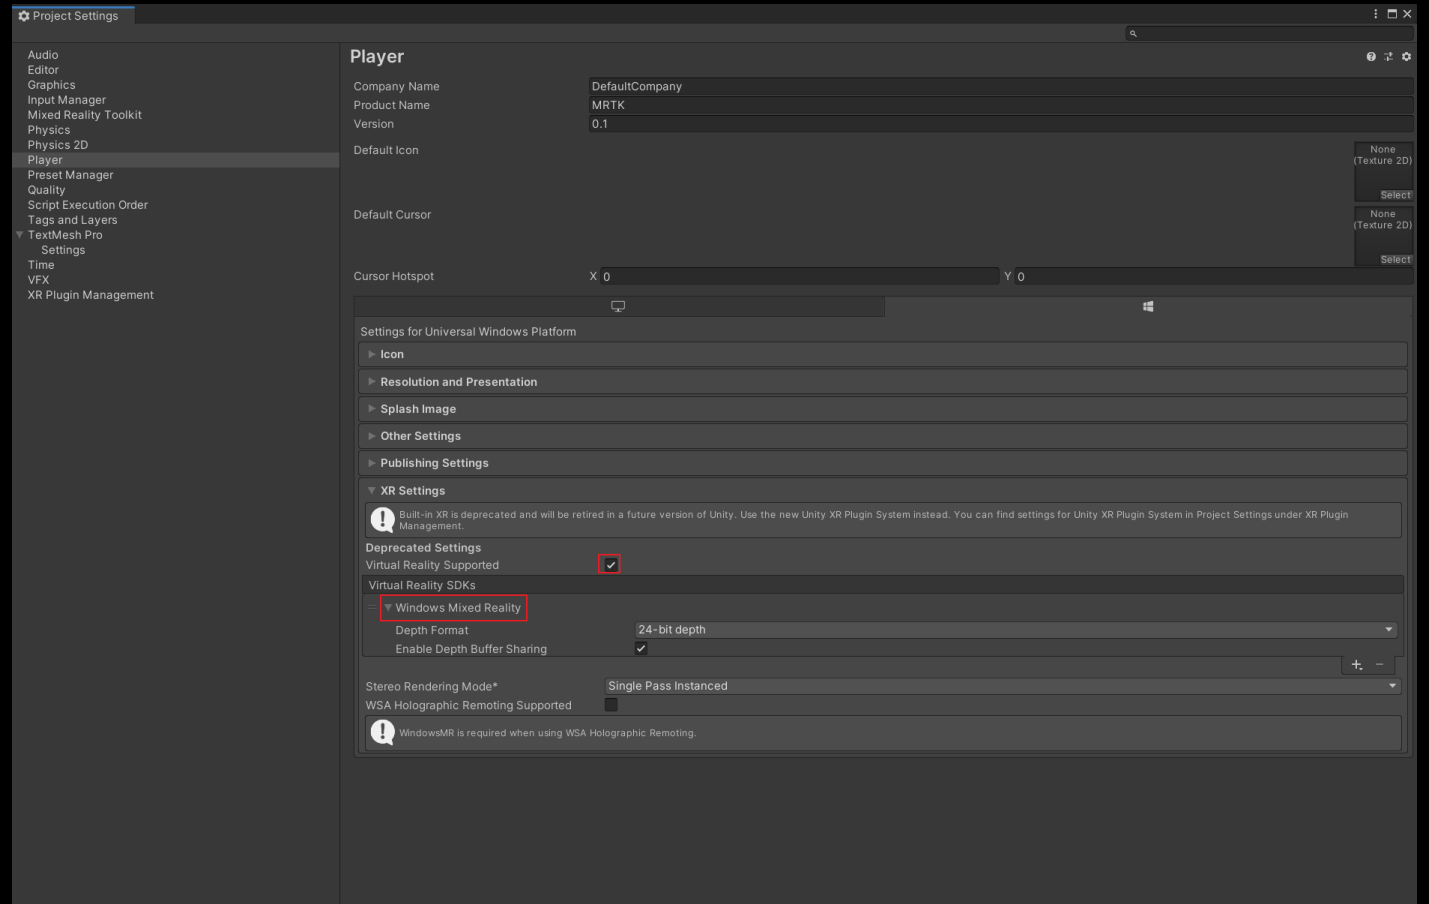 Project Settings
Audio
Editor
Graphics
Input Manager
Mixed Reality Toolkit
Physics
Physics 2D
Player
Preset Manager
Quality
Script Execution Order
Tags and Layers
TextMesh Pro
Settings
Time
VFX
XR Plugin Management
Player
Company Name DefaultCompany
Product Name MRTK
Version 0.1
Default Icon
None
(Texture 2D)
Select
Default Cursor
None
(Texture 2D)
Select
Cursor Hotspot X 0 Y 0
Settings for Universal Windows Platform
Icon
Resolution and Presentation
Splash Image
Other Settings
Publishing Settings
XR Settings
Built-in XR is deprecated and will be retired in a future version of Unity. Use the new Unity XR Plugin System instead. You can find settings for Unity XR Plugin System in Project Settings under XR Plugin
Management.
Deprecated Settings
Virtual Reality Supported
Virtual Reality SDKs
Windows Mixed Reality
Depth Format 24-bit depth
Enable Depth Buffer Sharing
Stereo Rendering Mode* Single Pass Instanced
WSA Holographic Remoting Supported
WindowsMR is required when using WSA Holographic Remoting.